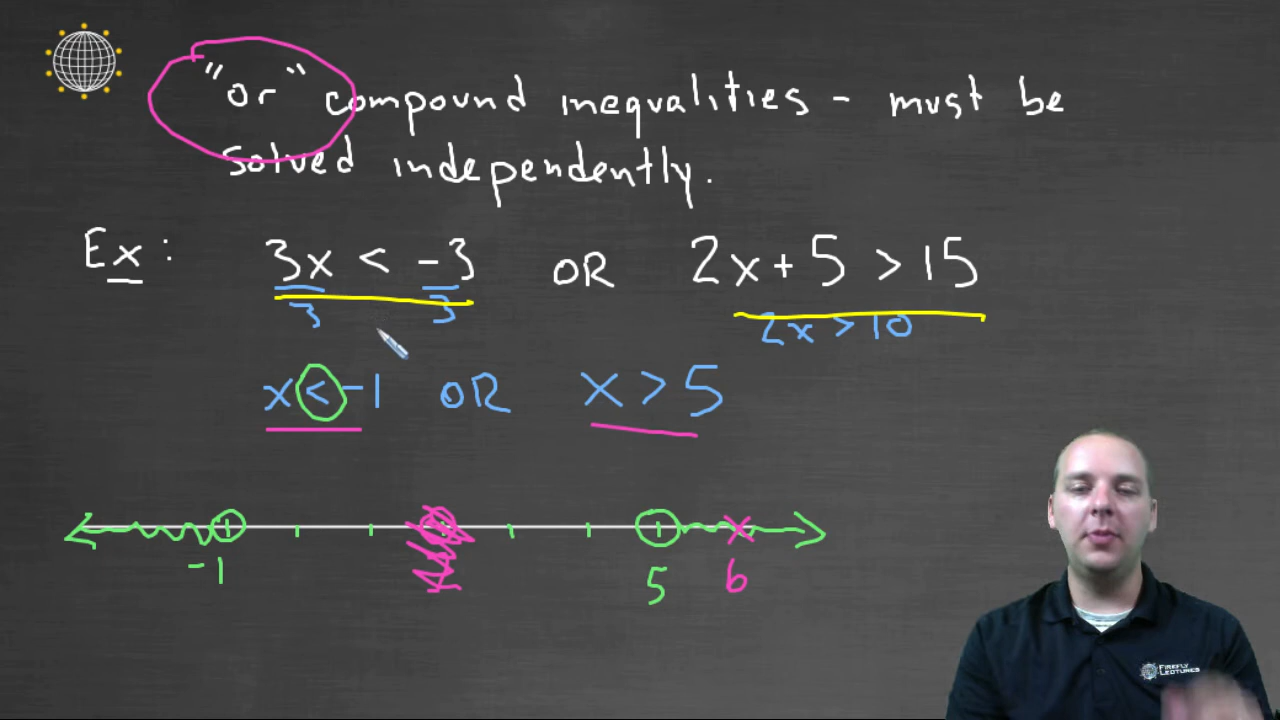 "or" compound inequalities - must be
solved independently.
Ex: 3x < -3 OR 2x+5 >15
3 3 2x > 10
x < -1 OR x > 5
-1 5 6
FIREFLY
LECTURES